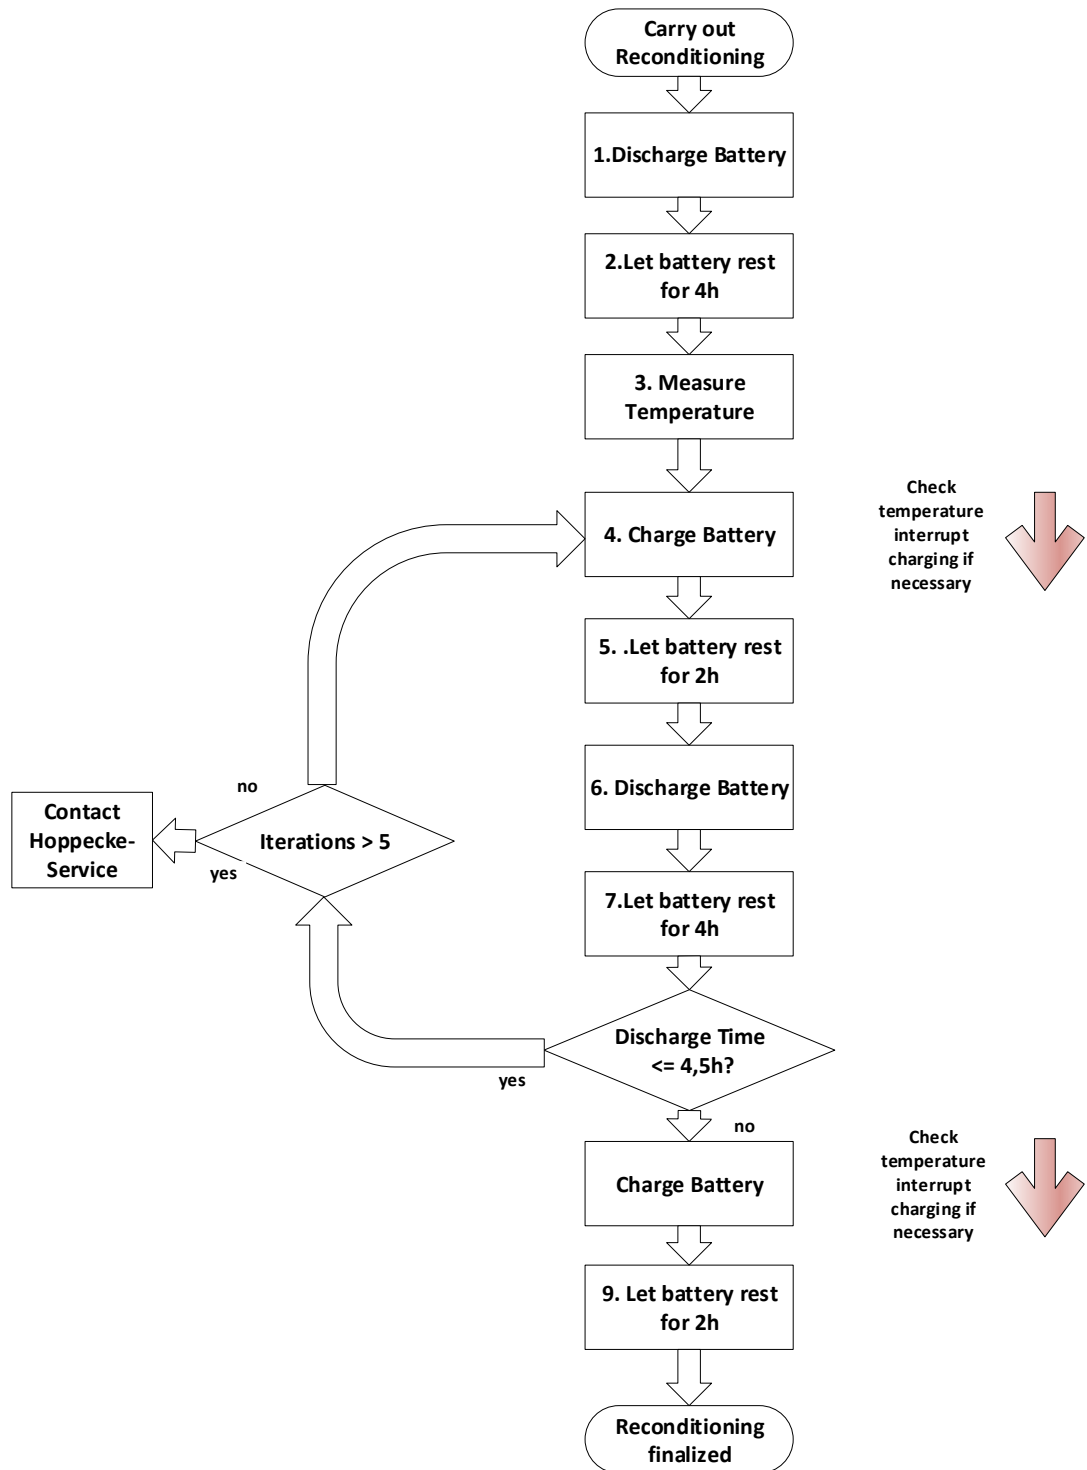 Carry out
Reconditioning
1.Discharge Battery
2.Let battery rest
for 4h
3. Measure
Temperature
4. Charge Battery
Check
temperature
interrupt
charging if
necessary
5. .Let battery rest
for 2h
6. Discharge Battery
no
Contact
Hoppecke-
Service
Iterations > 5
yes
7.Let battery rest
for 4h
Discharge Time
<= 4,5h?
yes
no
Charge Battery
Check
temperature
interrupt
charging if
necessary
9. Let battery rest
for 2h
Reconditioning
finalized